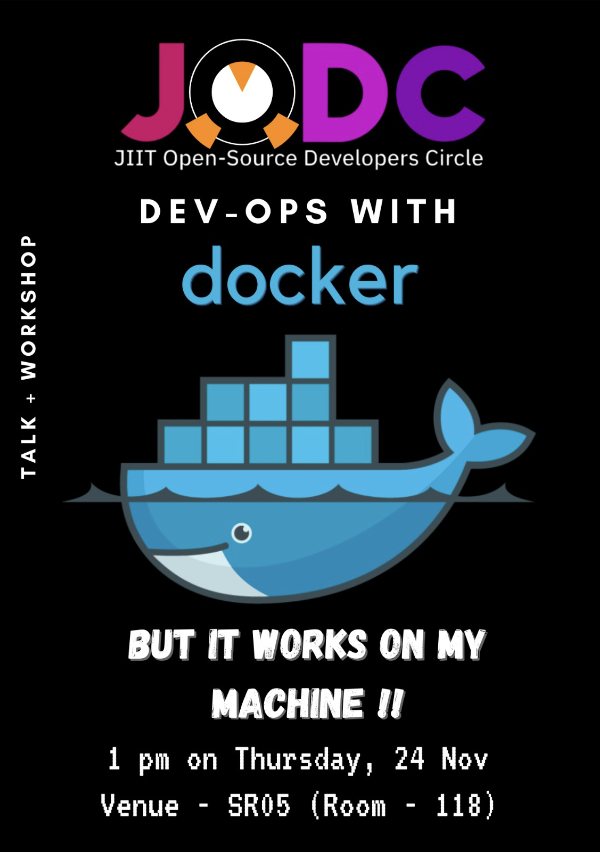 JODC
JIIT Open-Source Developers Circle
DEV-OPS WITH
docker
TALK + WORKSHOP
BUT IT WORKS ON MY
MACHINE !!
1 pm on Thursday, 24 Nov
Venue - SR05 (Room - 118)